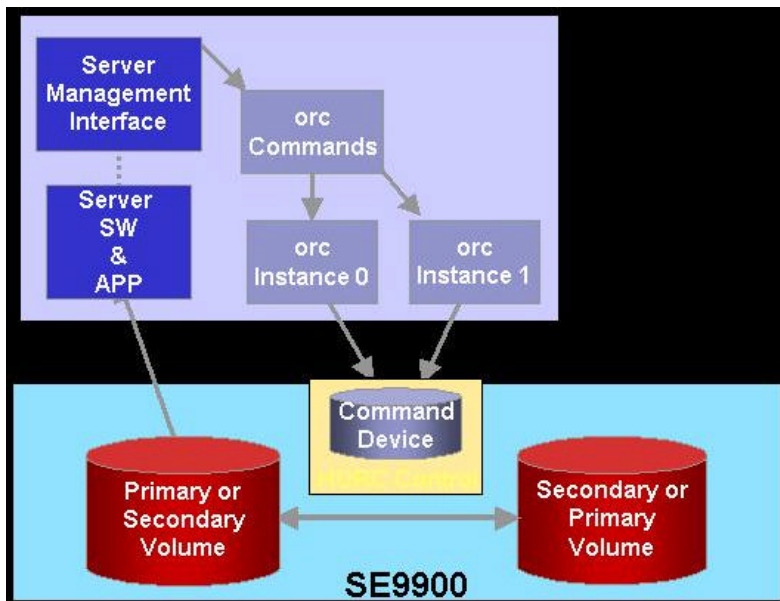 Server
Management
Interface
orc
Commands
Server
SW
&
APP
orc
Instance 0
orc
Instance 1
Command
Device
Primary or
Secondary
Volume
Secondary or
Primary
Volume
SE9900